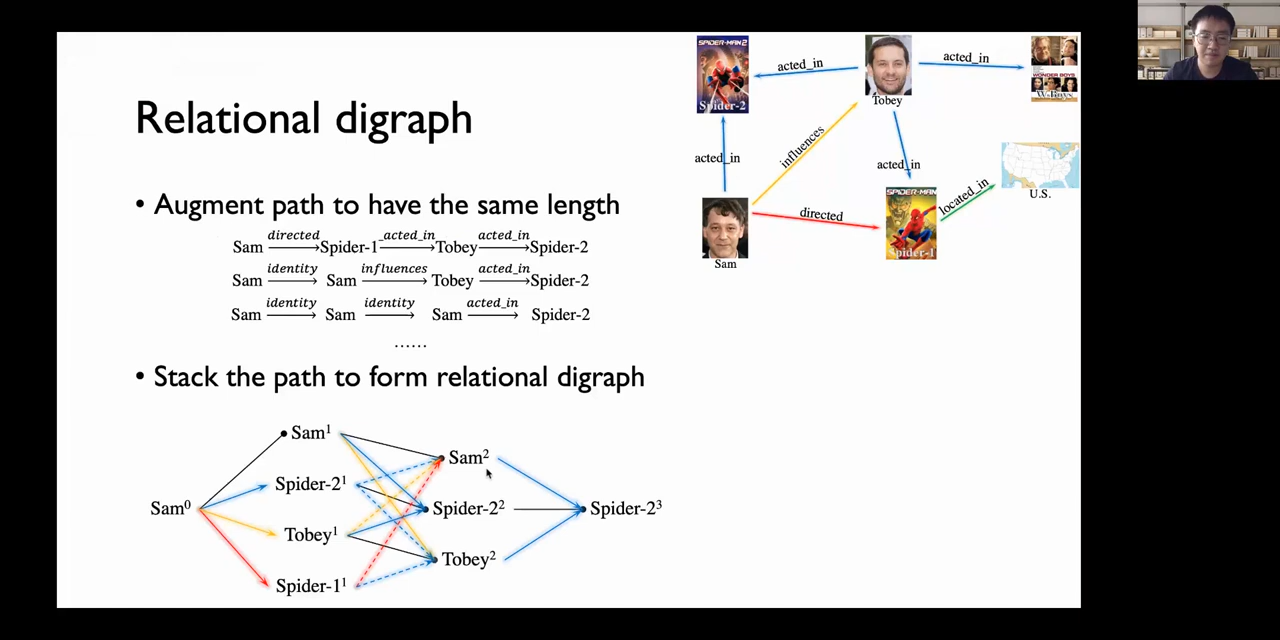 Relational digraph
• Augment path to have the same length
Sam directed Spider-1 _acted_in Tobey acted_in Spider-2
Sam identity Sam influences Tobey acted_in Spider-2
Sam identity Sam identity Sam acted_in Spider-2
……
• Stack the path to form relational digraph
Sam⁰
Sam¹
Spider-2¹
Tobey¹
Spider-1¹
Sam²
Spider-2²
Tobey²
Spider-2³
SPIDER-MAN 2
Spider-2
acted_in
Tobey
acted_in
WONDER BOYS
acted_in
influences
acted_in
directed
Sam
SPIDER-MAN
Spider-1
located_in
U.S.